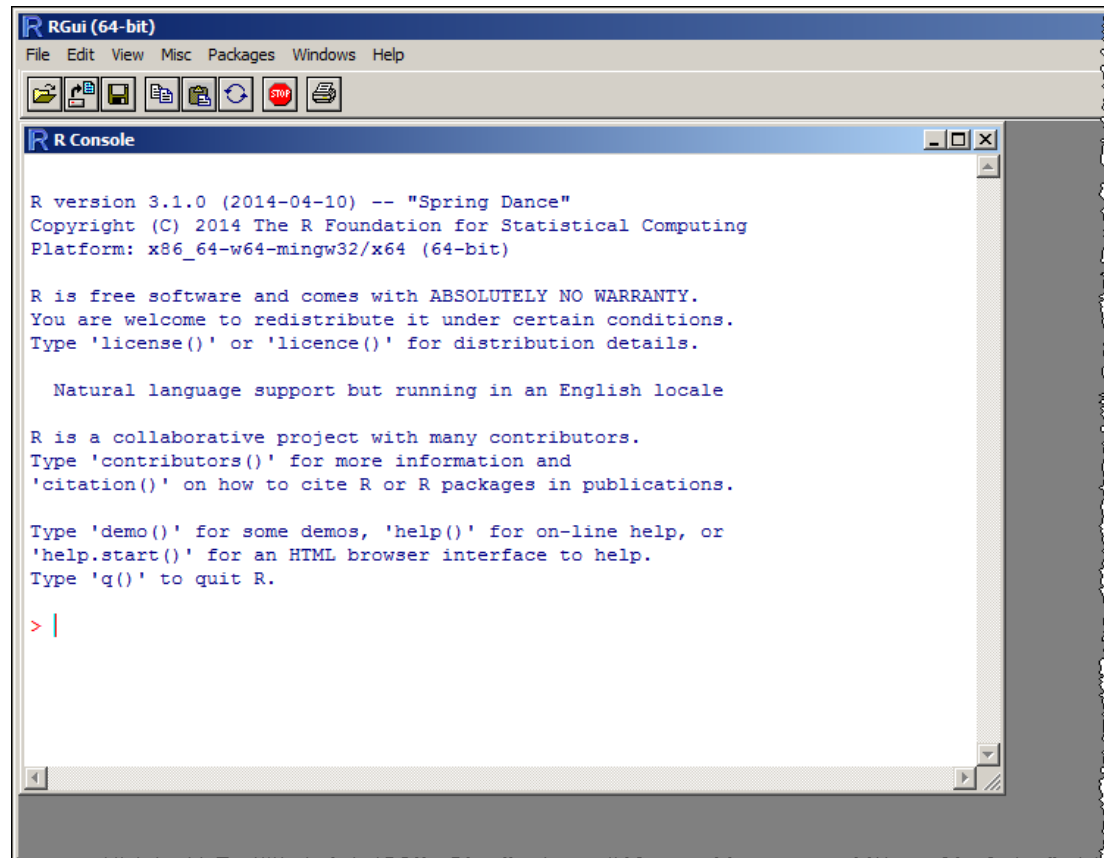 RGui (64-bit)
File Edit View Misc Packages Windows Help
STOP
R Console
R version 3.1.0 (2014-04-10) -- "Spring Dance"
Copyright (C) 2014 The R Foundation for Statistical Computing
Platform: x86_64-w64-mingw32/x64 (64-bit)
R is free software and comes with ABSOLUTELY NO WARRANTY.
You are welcome to redistribute it under certain conditions.
Type 'license()' or 'licence()' for distribution details.
Natural language support but running in an English locale
R is a collaborative project with many contributors.
Type 'contributors()' for more information and
'citation()' on how to cite R or R packages in publications.
Type 'demo()' for some demos, 'help()' for on-line help, or
'help.start()' for an HTML browser interface to help.
Type 'q()' to quit R.
>